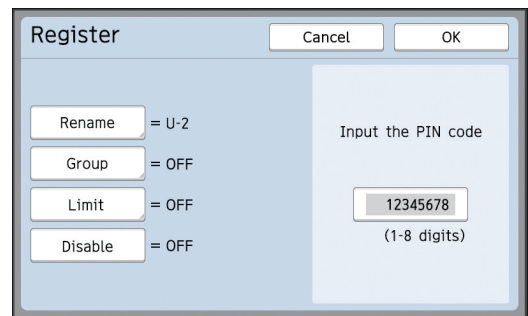 Register
Cancel
OK
Rename = U-2
Group = OFF
Limit = OFF
Disable = OFF
Input the PIN code
12345678
(1-8 digits)